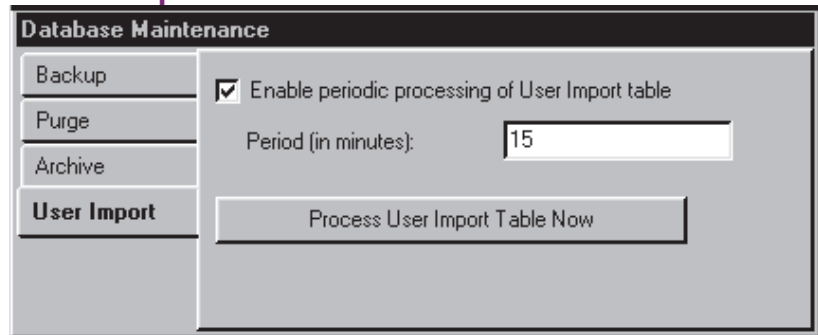 Database Maintenance
Backup
Purge
Archive
User Import
Enable periodic processing of User Import table
Period (in minutes):
15
Process User Import Table Now